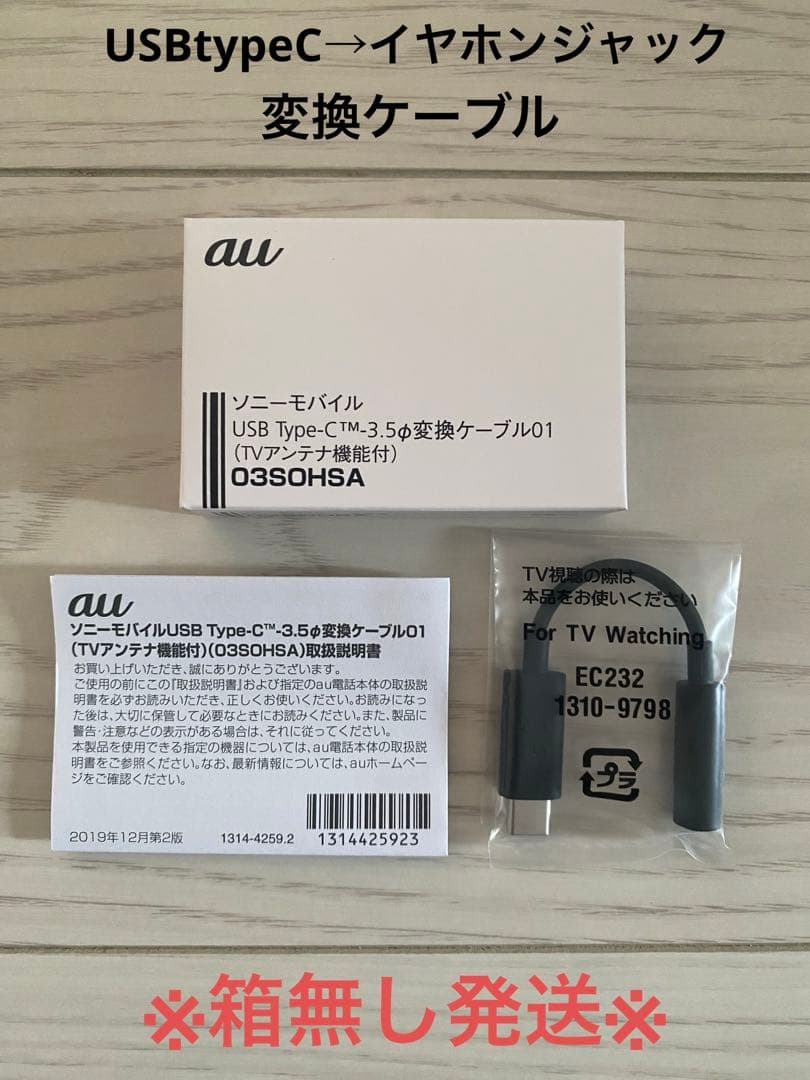 USBtypeC→イヤホンジャック
変換ケーブル
au
ソニーモバイル
USB Type-C™-3.5φ変換ケーブル01
（TVアンテナ機能付）
03SOHSA
au
ソニーモバイルUSB Type-C™-3.5φ変換ケーブル01
（TVアンテナ機能付）（03SOHSA）取扱説明書
お買い上げいただき、誠にありがとうございます。
ご使用の前にこの『取扱説明書』および指定のau電話本体の取扱説
明書を必ずお読みいただき、正しくお使いください。お読みになっ
た後は、大切に保管して必要なときにお読みください。また、製品に
警告・注意などの表示がある場合は、それに従ってください。
本製品を使用できる指定の機器については、au電話本体の取扱説
明書をご参照ください。なお、最新情報については、auホームペー
ジをご確認ください。
2019年12月第2版
1314-4259.2
1314425923
TV視聴の際は
本品をお使いください
For TV Watching
EC232
1310-9798
プラ
※箱無し発送※